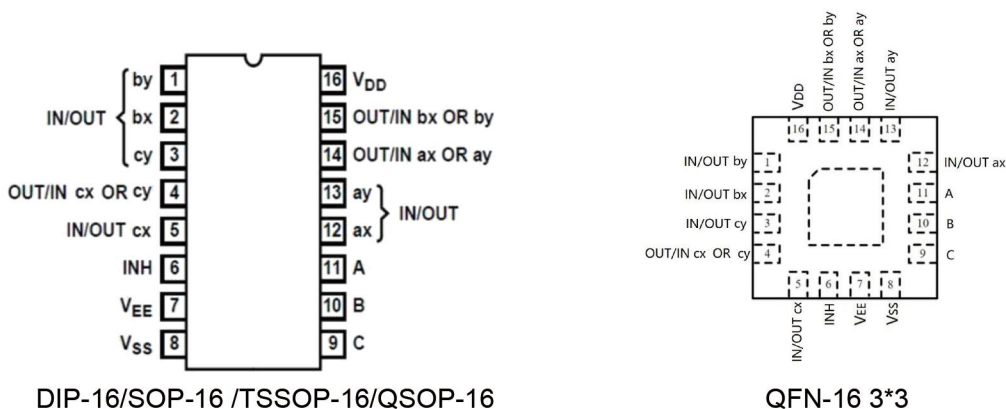 by 1
bx 2
cy 3
IN/OUT
OUT/IN cx OR cy 4
IN/OUT cx 5
INH 6
VEE 7
VSS 8
16 VDD
15 OUT/IN bx OR by
14 OUT/IN ax OR ay
13 ay
12 ax
IN/OUT
11 A
10 B
9 C
DIP-16/SOP-16 /TSSOP-16/QSOP-16
VDD
OUT/IN bx OR by
OUT/IN ax OR ay
IN/OUT ay
16 15 14 13
IN/OUT by 1
IN/OUT bx 2
IN/OUT cy 3
OUT/IN cx OR cy 4
12 IN/OUT ax
11 A
10 B
9 C
5 6 7 8
IN/OUT cx
INH
VEE
VSS
QFN-16 3*3